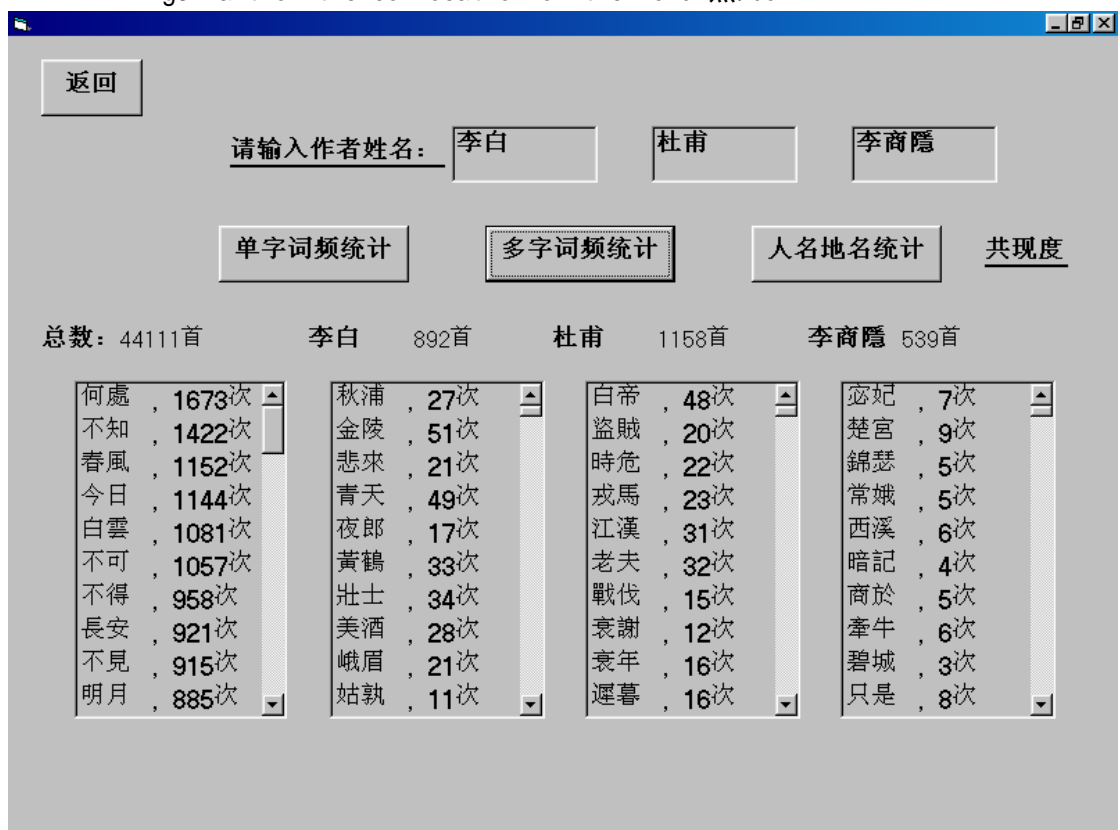 返回
请输入作者姓名： 李白 杜甫 李商隱
单字词频统计 多字词频统计 人名地名统计 共现度
总数：44111首 李白 892首 杜甫 1158首 李商隱 539首
何處 , 1673次 秋浦 , 27次 白帝 , 48次 宓妃 , 7次
不知 , 1422次 金陵 , 51次 盜賊 , 20次 楚宮 , 9次
春風 , 1152次 悲來 , 21次 時危 , 22次 錦瑟 , 5次
今日 , 1144次 青天 , 49次 戎馬 , 23次 常娥 , 5次
白雲 , 1081次 夜郎 , 17次 江漢 , 31次 西溪 , 6次
不可 , 1057次 黃鶴 , 33次 老夫 , 32次 暗記 , 4次
不得 , 958次 壯士 , 34次 戰伐 , 15次 商於 , 5次
長安 , 921次 美酒 , 28次 衰謝 , 12次 牽牛 , 6次
不見 , 915次 峨眉 , 21次 衰年 , 16次 碧城 , 3次
明月 , 885次 姑孰 , 11次 遲暮 , 16次 只是 , 8次